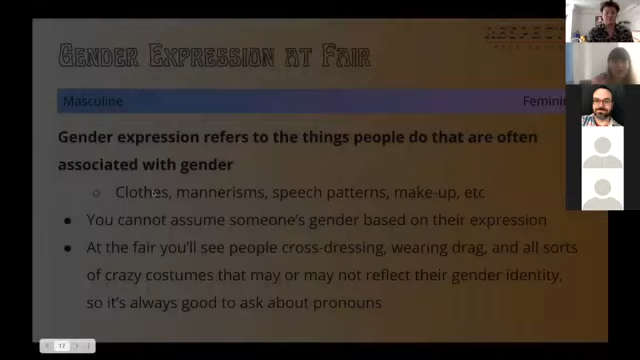 Gender Expression at Fair
Masculine Feminin
Gender expression refers to the things people do that are often
associated with gender
○ Clothes, mannerisms, speech patterns, make-up, etc
● You cannot assume someone's gender based on their expression
● At the fair you'll see people cross-dressing, wearing drag, and all sorts
of crazy costumes that may or may not reflect their gender identity,
so it's always good to ask about pronouns
17